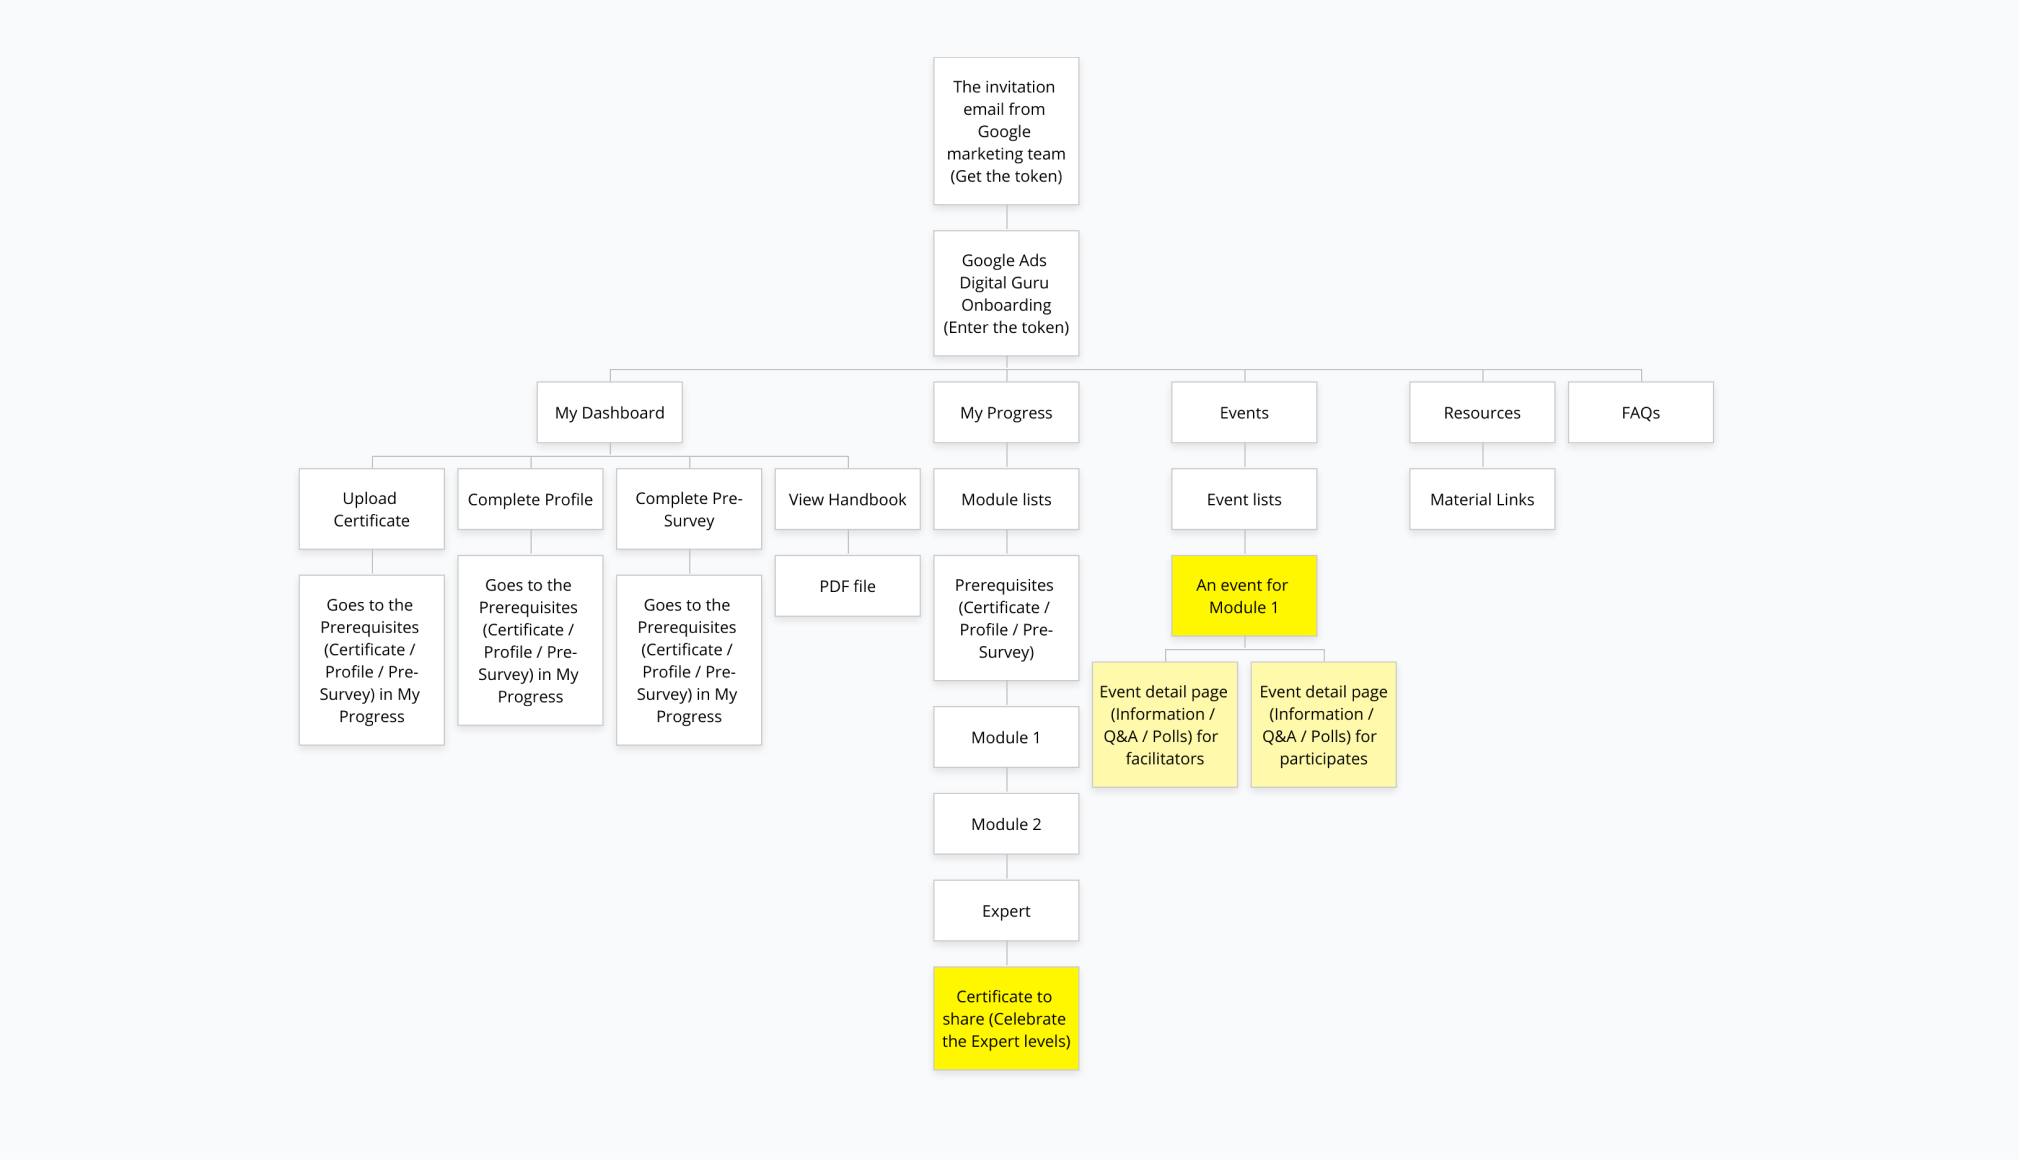 The invitation
email from
Google
marketing team
(Get the token)
Google Ads
Digital Guru
Onboarding
(Enter the token)
My Dashboard
My Progress
Events
Resources
FAQs
Upload
Certificate
Complete Profile
Complete Pre-
Survey
View Handbook
Module lists
Event lists
Material Links
Goes to the
Prerequisites
(Certificate /
Profile / Pre-
Survey) in My
Progress
Goes to the
Prerequisites
(Certificate /
Profile / Pre-
Survey) in My
Progress
Goes to the
Prerequisites
(Certificate /
Profile / Pre-
Survey) in My
Progress
PDF file
Prerequisites
(Certificate /
Profile / Pre-
Survey)
An event for
Module 1
Event detail page
(Information /
Q&A / Polls) for
facilitators
Event detail page
(Information /
Q&A / Polls) for
participates
Module 1
Module 2
Expert
Certificate to
share (Celebrate
the Expert levels)